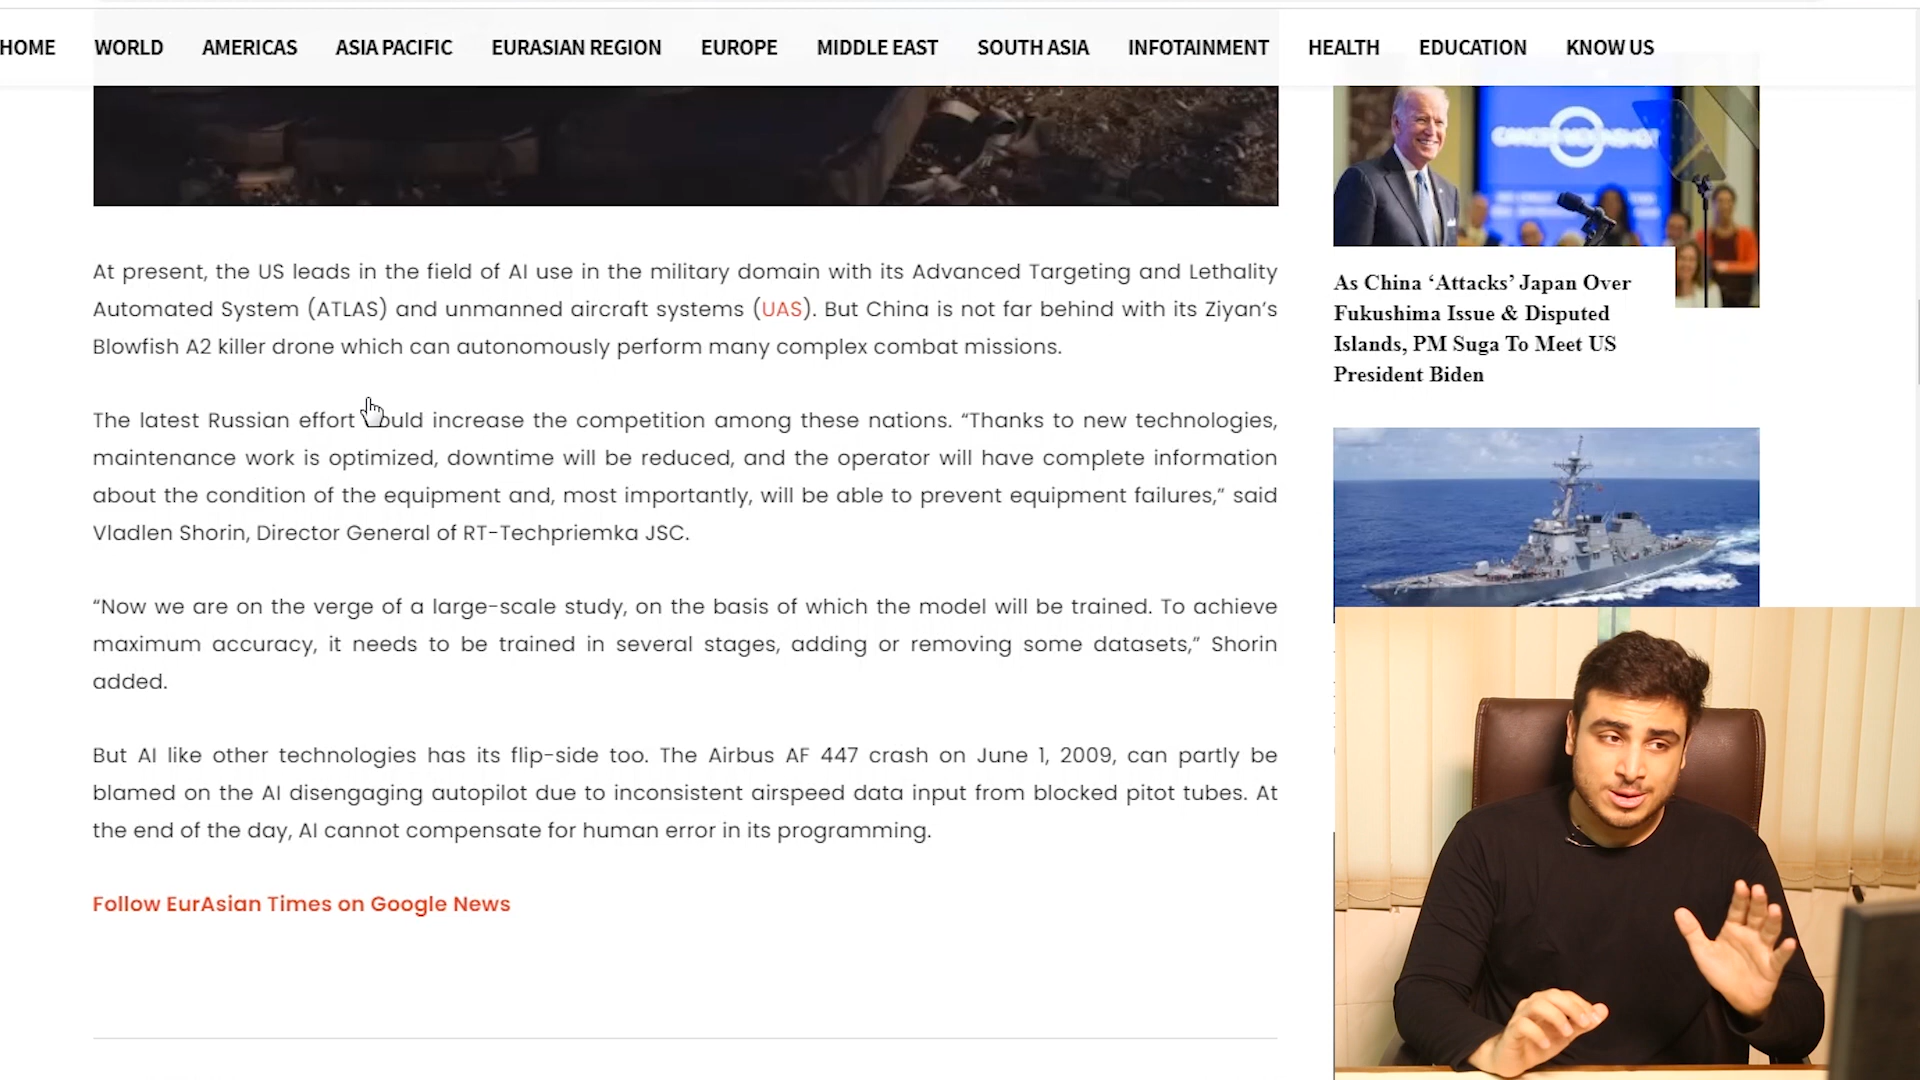 HOME WORLD AMERICAS ASIA PACIFIC EURASIAN REGION EUROPE MIDDLE EAST SOUTH ASIA INFOTAINMENT HEALTH EDUCATION KNOW US
At present, the US leads in the field of AI use in the military domain with its Advanced Targeting and Lethality
Automated System (ATLAS) and unmanned aircraft systems (UAS). But China is not far behind with its Ziyan’s
Blowfish A2 killer drone which can autonomously perform many complex combat missions.
The latest Russian effort could increase the competition among these nations. “Thanks to new technologies,
maintenance work is optimized, downtime will be reduced, and the operator will have complete information
about the condition of the equipment and, most importantly, will be able to prevent equipment failures,” said
Vladlen Shorin, Director General of RT-Techpriemka JSC.
“Now we are on the verge of a large-scale study, on the basis of which the model will be trained. To achieve
maximum accuracy, it needs to be trained in several stages, adding or removing some datasets,” Shorin
added.
But AI like other technologies has its flip-side too. The Airbus AF 447 crash on June 1, 2009, can partly be
blamed on the AI disengaging autopilot due to inconsistent airspeed data input from blocked pitot tubes. At
the end of the day, AI cannot compensate for human error in its programming.
Follow EurAsian Times on Google News
CANCER MOONSHOT
As China ‘Attacks’ Japan Over
Fukushima Issue & Disputed
Islands, PM Suga To Meet US
President Biden